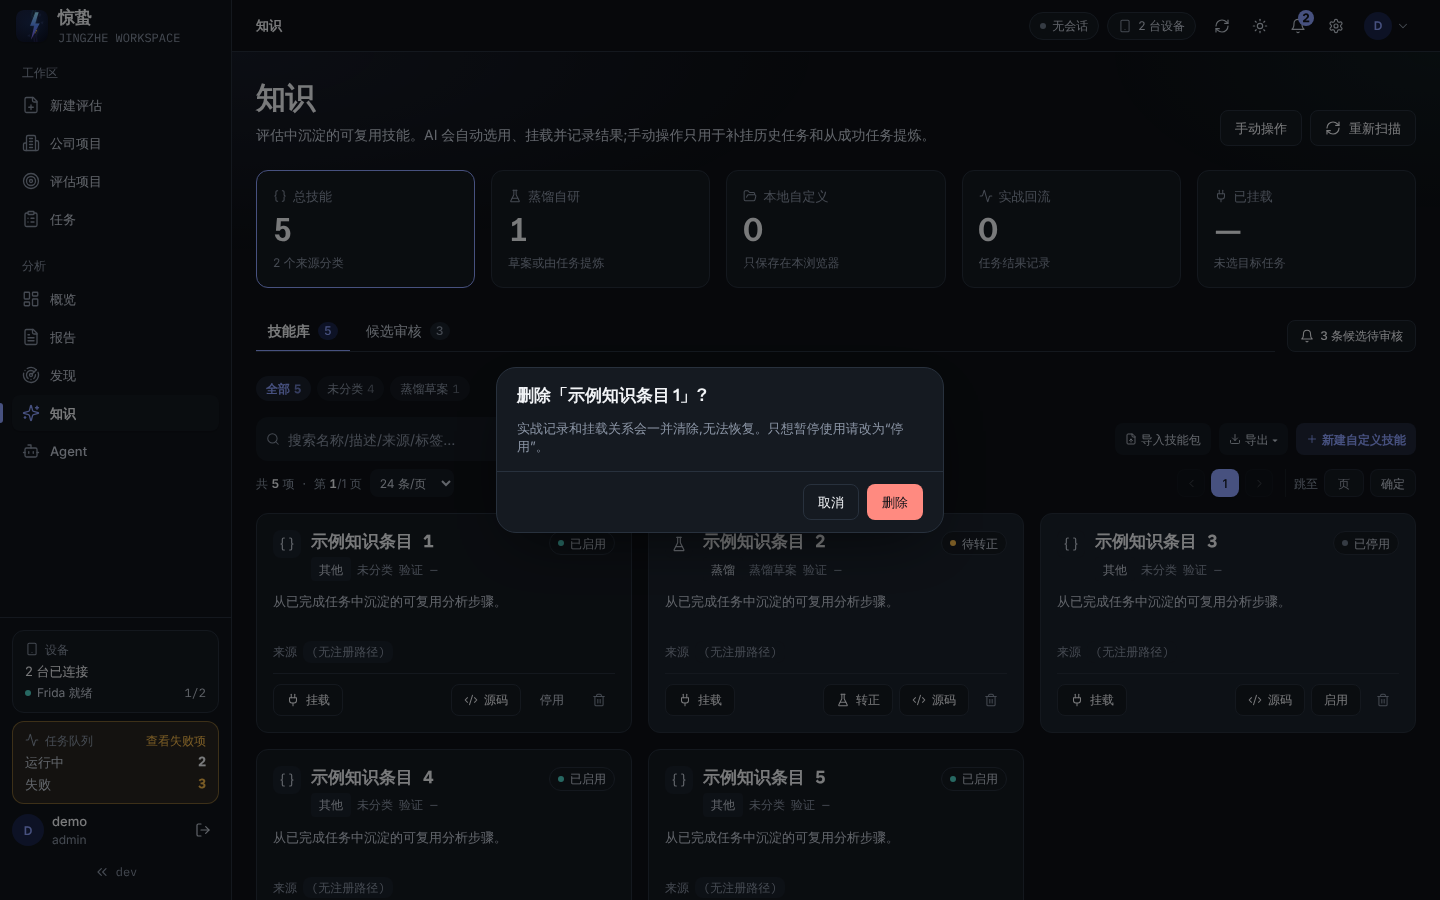 惊蛰
JINGZHE WORKSPACE
工作区
新建评估
公司项目
评估项目
任务
分析
概览
报告
发现
知识
Agent
设备
2 台已连接
Frida 就绪 1/2
任务队列 查看失败项
运行中 2
失败 3
D
demo
admin
dev
知识
无会话
2 台设备
2
D
知识
评估中沉淀的可复用技能。AI 会自动选用、挂载并记录结果;手动操作只用于补挂历史任务和从成功任务提炼。
手动操作
重新扫描
总技能
5
2 个来源分类
蒸馏自研
1
草案或由任务提炼
本地自定义
0
只保存在本浏览器
实战回流
0
任务结果记录
已挂载
—
未选目标任务
技能库 5
候选审核 3
3 条候选待审核
全部 5
未分类 4
蒸馏草案 1
搜索名称/描述/来源/标签...
导入技能包
导出
新建自定义技能
共 5 项 · 第 1/1 页
24 条/页
1
跳至
页
确定
删除「示例知识条目 1」?
实战记录和挂载关系会一并清除,无法恢复。只想暂停使用请改为“停
用”。
取消
删除
示例知识条目 1
已启用
其他 未分类 验证 –
从已完成任务中沉淀的可复用分析步骤。
来源 (无注册路径)
挂载
源码
停用
示例知识条目 2
待转正
蒸馏 蒸馏草案 验证 –
从已完成任务中沉淀的可复用分析步骤。
来源 (无注册路径)
挂载
转正
源码
示例知识条目 3
已停用
其他 未分类 验证 –
从已完成任务中沉淀的可复用分析步骤。
来源 (无注册路径)
挂载
源码
启用
示例知识条目 4
已启用
其他 未分类 验证 –
从已完成任务中沉淀的可复用分析步骤。
来源 (无注册路径)
示例知识条目 5
已启用
其他 未分类 验证 –
从已完成任务中沉淀的可复用分析步骤。
来源 (无注册路径)